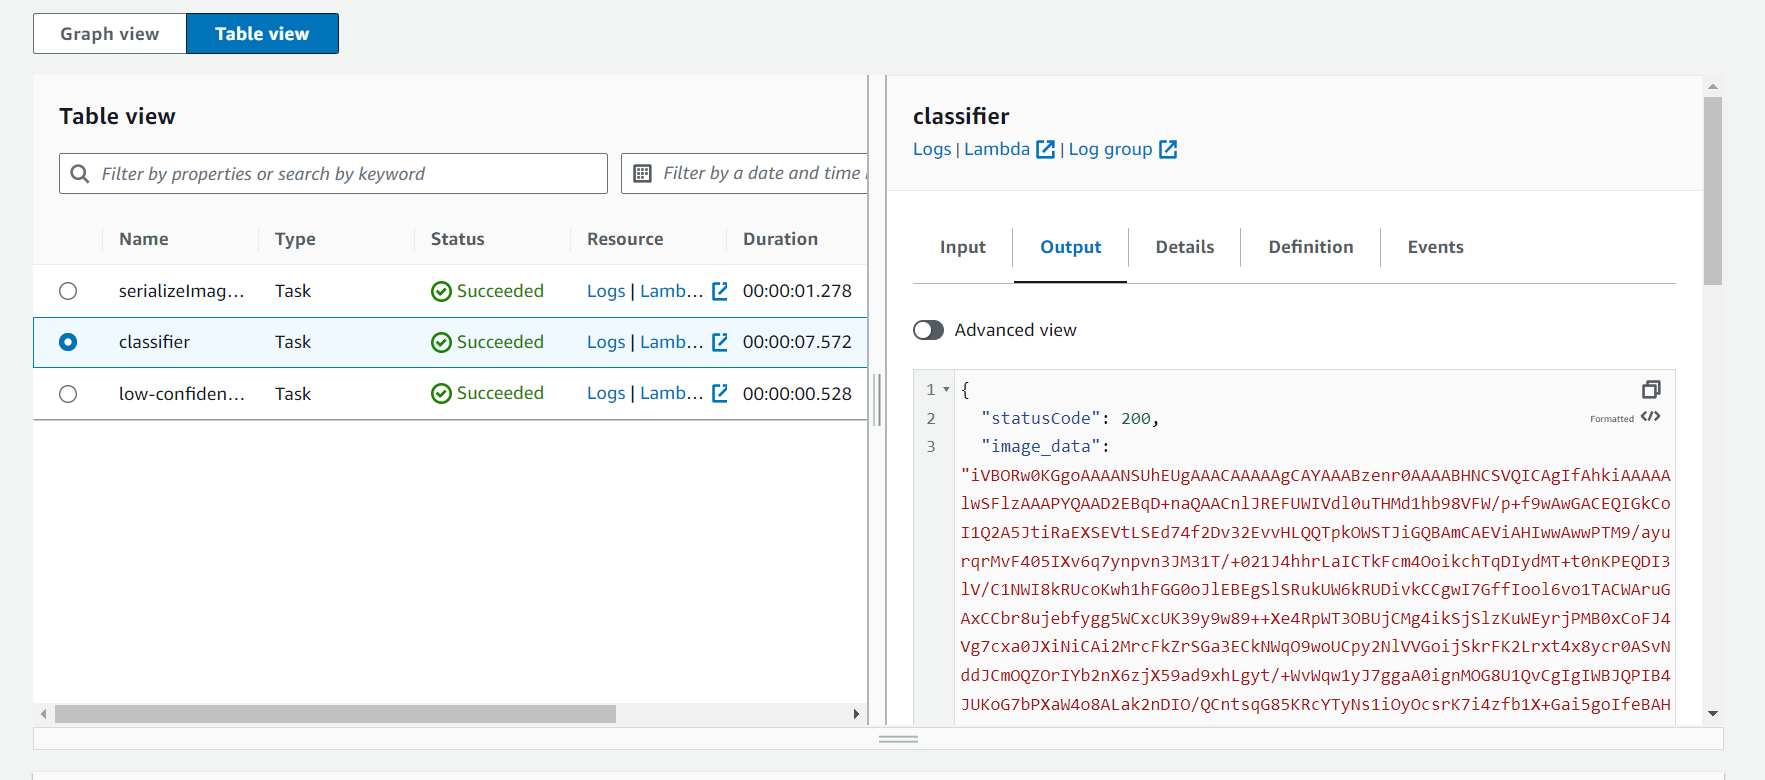 Graph view
Table view
Table view
Filter by properties or search by keyword
Filter by a date and time
Name Type Status Resource Duration
serializeImag... Task Succeeded Logs | Lamb... 00:00:01.278
classifier Task Succeeded Logs | Lamb... 00:00:07.572
low-confiden... Task Succeeded Logs | Lamb... 00:00:00.528
classifier
Logs | Lambda | Log group
Input Output Details Definition Events
Advanced view
Formatted </>
1 {
2 "statusCode": 200,
3 "image_data":
"iVBORw0KGgoAAAANSUhEUgAAACAAAAAgCAYAAABzenr0AAAABHNCSVQICAgIfAhkiAAAAA
lwSFlzAAAPYQAAD2EBqD+naQAACnlJREFUWIVdl0uTHMd1hb98VFW/p+f9wAwGACEQIGkCo
I1Q2A5JtiRaEXSEVtLSEd74f2Dv32EvvHLQQTpkOWSTJiGQBAmCAEViAHIwwAwwPTM9/ayu
rqrMvF405IXv6q7ynpvn3JM31T/+021J4hhrLaICTkFcm4OoikchTqDIydMT+t0nKPEQDI3
lV/C1NWI8kRUcoKwh1hFGG0oJlEBEgSlSRukUW6kRUDivkCCgwI7GffIool6vo1TACWAruG
AxCCbr8ujebfygg5WCxcUK39y9w89++Xe4RpWT3OBUjCMg4ikSjSlzKuWEyrjPMB0xCoFJ4
Vg7cxa0JXiNiCAi2MrcFkZrSGa3ECkNWqO9woUCpy2NlVVGoijSkrFK2Lrxt4x8ycr0ASvN
ddJCmOQZOrIYb2nX6zjX59ad9xhLgyt/+WvWqw1yJ7ggaA0ignMOG8U1QvCgIgIWBJQPIB4
JUKoG7bPXaW4o8ALak2nDIO/QCntsqG85KRcYTyNs1iOyOcsrK7i4zfb1X+Gai5goIfeBAH